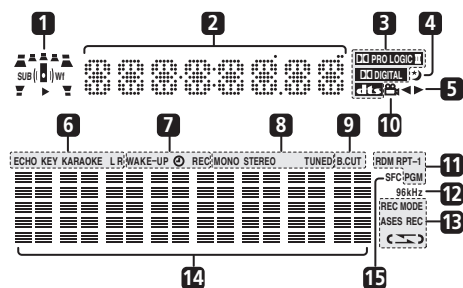 1 2 3 4
SUB WF
PRO LOGIC II
DIGITAL
dts
5
10
6 7 8 9
ECHO KEY KARAOKE L R WAKE-UP REC MONO STEREO TUNED B.CUT
RDM RPT-1
11
SFC PGM
96kHz
12
REC MODE
ASES REC
13
14 15